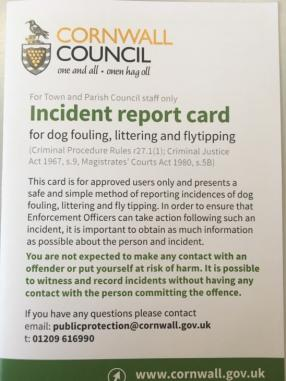 CORNWALL
COUNCIL
one and all • onen hag oll
For Town and Parish Council staff only
Incident report card
for dog fouling, littering and flytipping
(Criminal Procedure Rules r27.1(1); Criminal Justice
Act 1967, s.9, Magistrates' Courts Act 1980, s.5B)
This card is for approved users only and presents a
safe and simple method of reporting incidences of dog
fouling, littering and fly tipping. In order to ensure that
Enforcement Officers can take action following such an
incident, it is important to obtain as much information
as possible about the person and incident.
You are not expected to make any contact with an
offender or put yourself at risk of harm. It is possible
to witness and record incidents without having any
contact with the person committing the offence.
If you have any questions please contact
email: publicprotection@cornwall.gov.uk
t: 01209 616990
www.cornwall.gov.uk